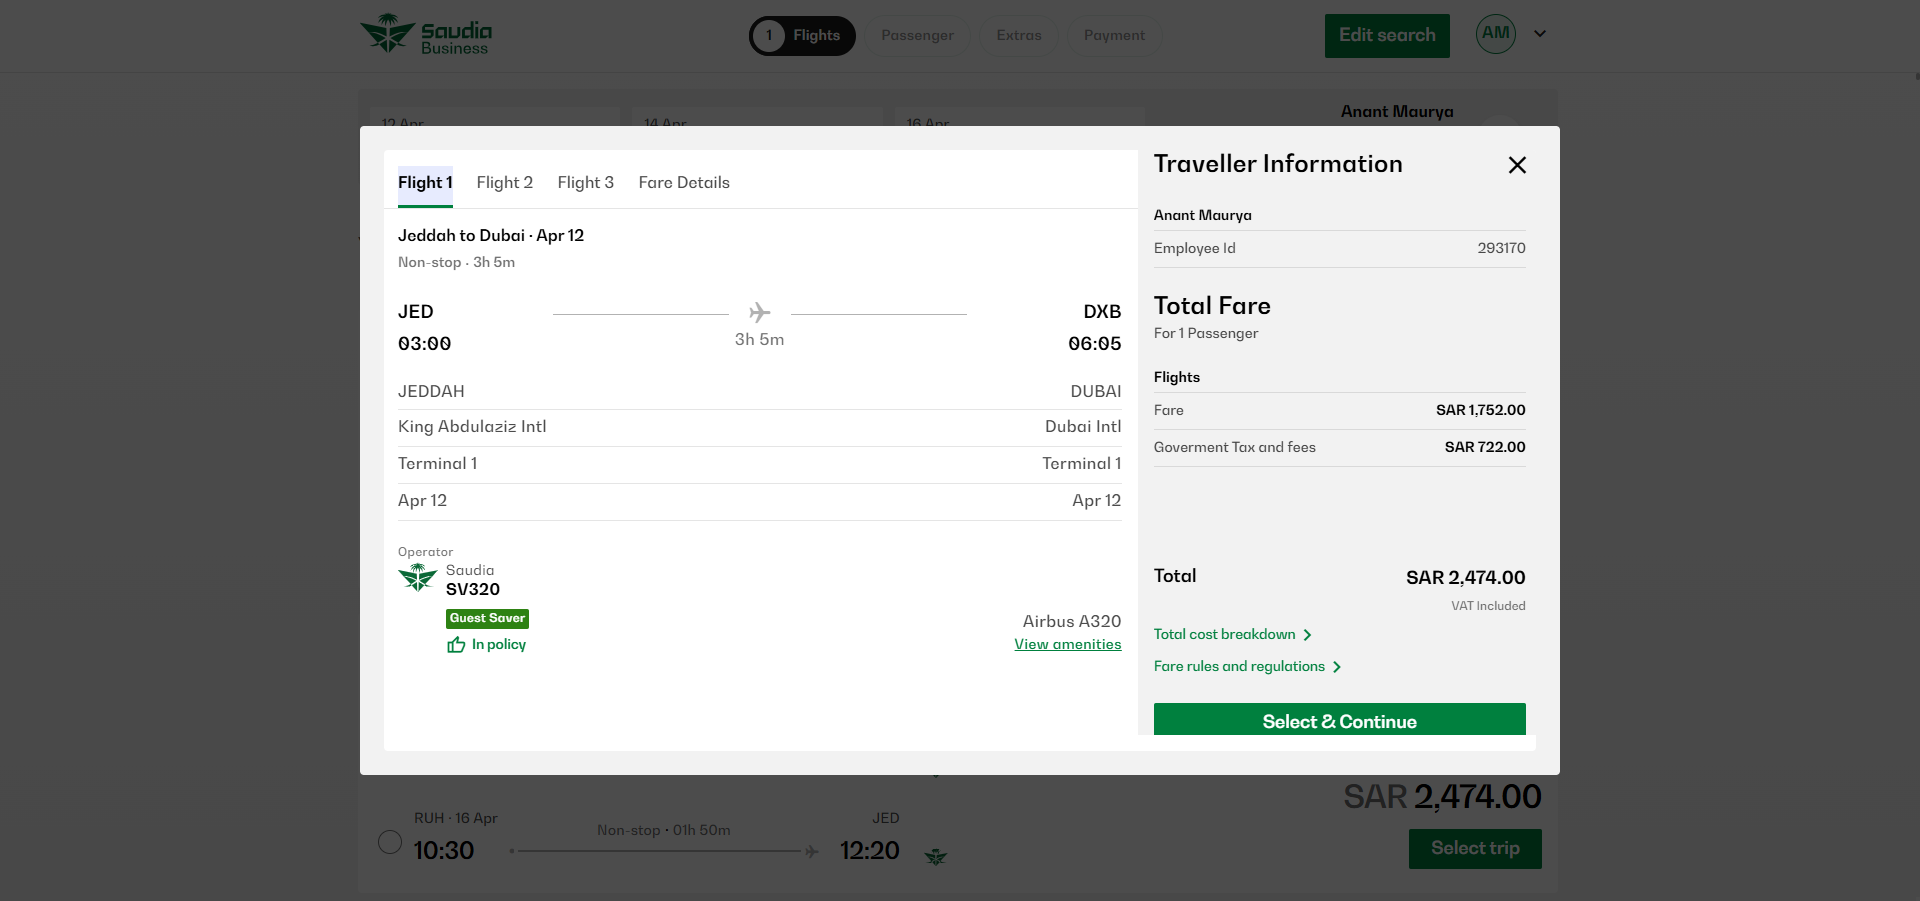 Saudia
Business
1 Flights
Passenger
Extras
Payment
Edit search
AM
12 Apr
14 Apr
16 Apr
Anant Maurya
Flight 1
Flight 2
Flight 3
Fare Details
Jeddah to Dubai · Apr 12
Non-stop · 3h 5m
JED
DXB
03:00
3h 5m
06:05
JEDDAH
DUBAI
King Abdulaziz Intl
Dubai Intl
Terminal 1
Terminal 1
Apr 12
Apr 12
Operator
Saudia
SV320
Guest Saver
In policy
Airbus A320
View amenities
Traveller Information
Anant Maurya
Employee Id
293170
Total Fare
For 1 Passenger
Flights
Fare
SAR 1,752.00
Goverment Tax and fees
SAR 722.00
Total
SAR 2,474.00
VAT Included
Total cost breakdown
Fare rules and regulations
Select & Continue
RUH · 16 Apr
10:30
Non-stop · 01h 50m
JED
12:20
SAR 2,474.00
Select trip